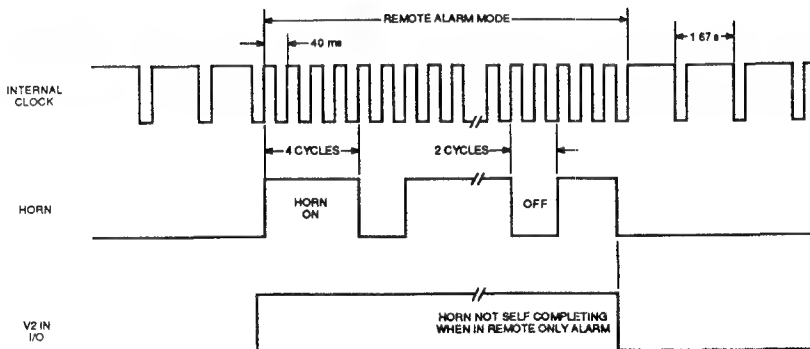 REMOTE ALARM MODE
40 ms
1 67 s
INTERNAL
CLOCK
4 CYCLES
2 CYCLES
HORN
HORN
ON
OFF
V2 IN
I/O
HORN NOT SELF COMPLETING
WHEN IN REMOTE ONLY ALARM